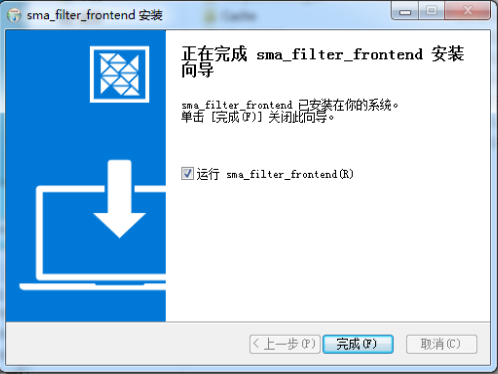 sma_filter_frontend 安装
Cache
正在完成 sma_filter_frontend 安装
向导
sma_filter_frontend 已安装在你的系统。
单击 [完成(F)] 关闭此向导。
运行 sma_filter_frontend(R)
< 上一步(P)
完成(F)
取消(C)